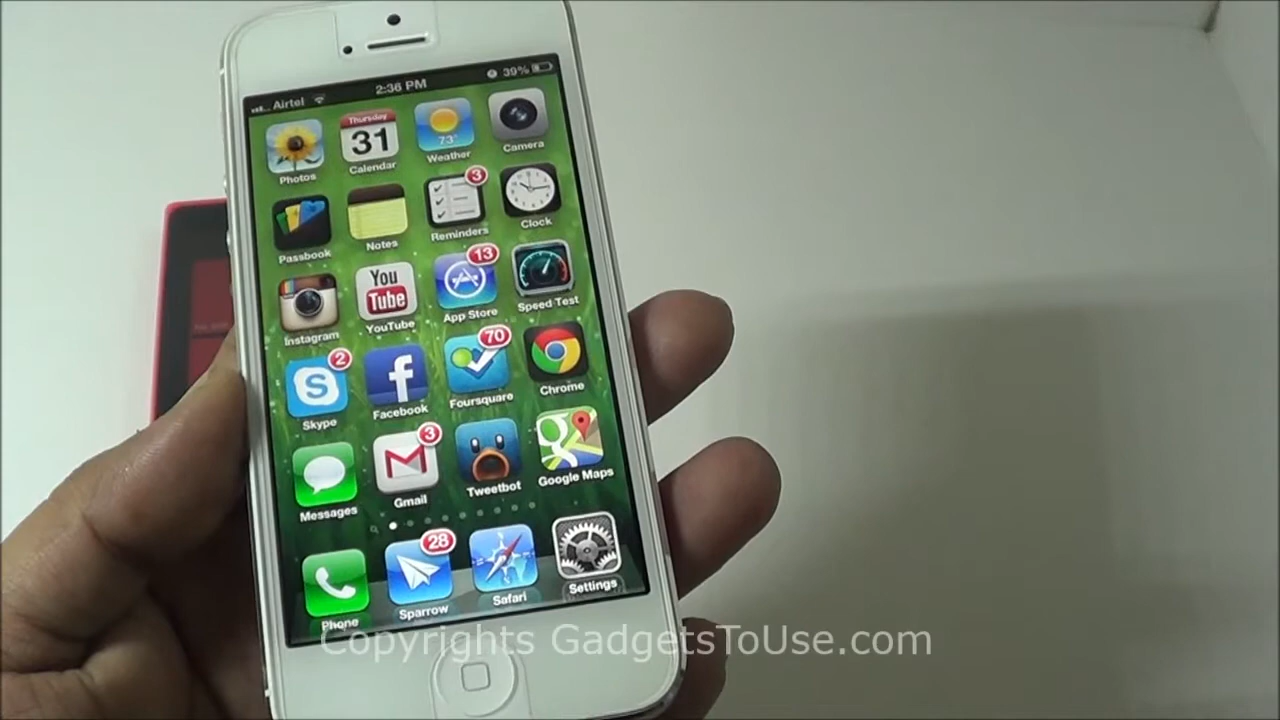 Airtel 2:36 PM 39%
Thursday
31 73°
Photos Calendar Weather Camera
3
Passbook Notes Reminders Clock
You
Tube
13
Instagram YouTube App Store Speed Test
2 70
S f
Skype Facebook Foursquare Chrome
3 g
Messages Gmail Tweetbot Google Maps
28
Phone Sparrow Safari Settings
Copyrights GadgetsToUse.com